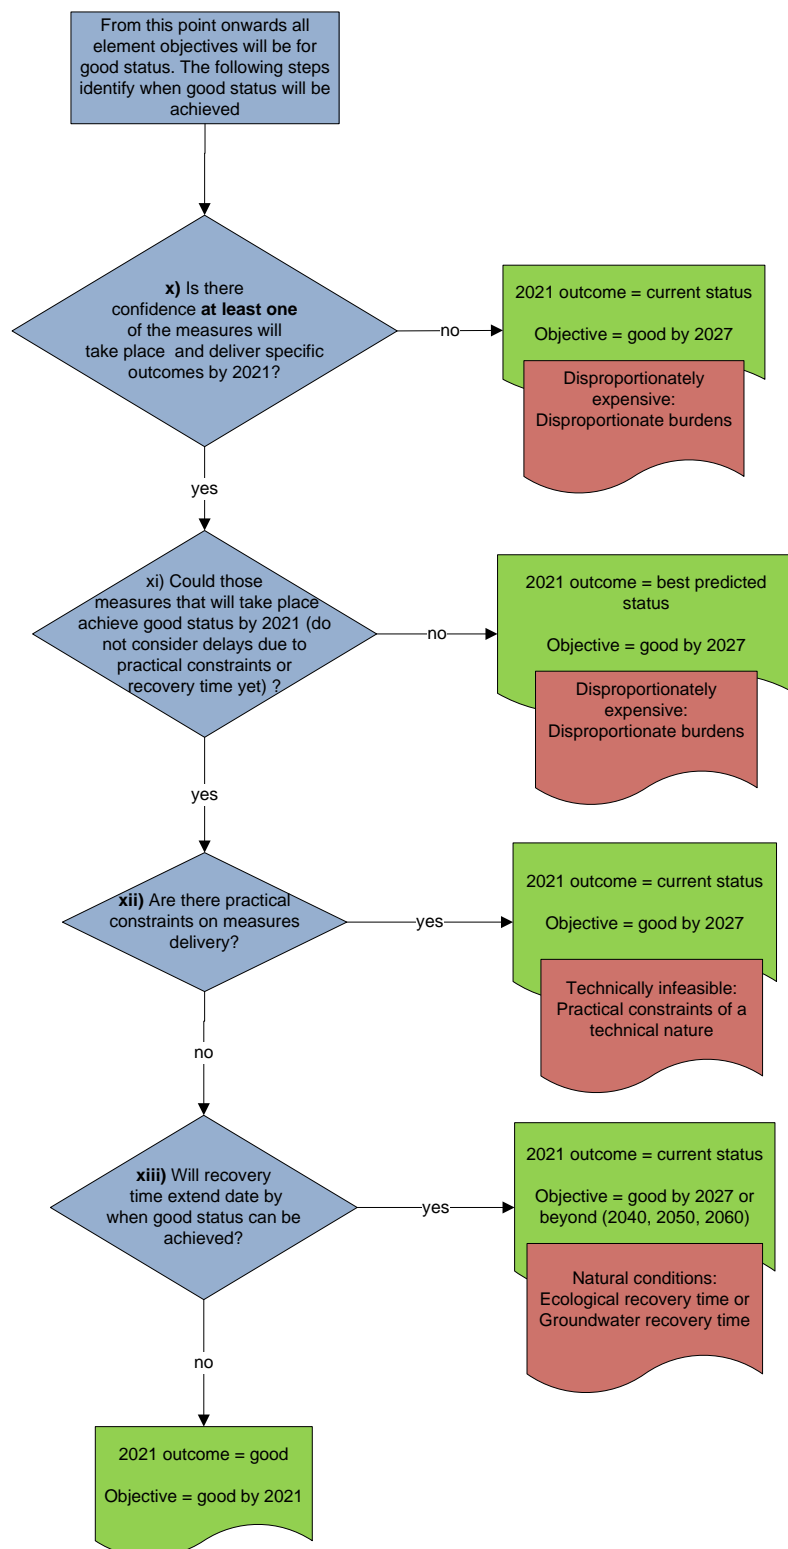 From this point onwards all
element objectives will be for
good status. The following steps
identify when good status will be
achieved
x) Is there
confidence at least one
of the measures will
take place and deliver specific
outcomes by 2021?
no
2021 outcome = current status
Objective = good by 2027
Disproportionately
expensive:
Disproportionate burdens
yes
xi) Could those
measures that will take place
achieve good status by 2021 (do
not consider delays due to
practical constraints or
recovery time yet) ?
no
2021 outcome = best predicted
status
Objective = good by 2027
Disproportionately
expensive:
Disproportionate burdens
yes
xii) Are there practical
constraints on measures
delivery?
yes
2021 outcome = current status
Objective = good by 2027
Technically infeasible:
Practical constraints of a
technical nature
no
xiii) Will recovery
time extend date by
when good status can be
achieved?
yes
2021 outcome = current status
Objective = good by 2027 or
beyond (2040, 2050, 2060)
Natural conditions:
Ecological recovery time or
Groundwater recovery time
no
2021 outcome = good
Objective = good by 2021